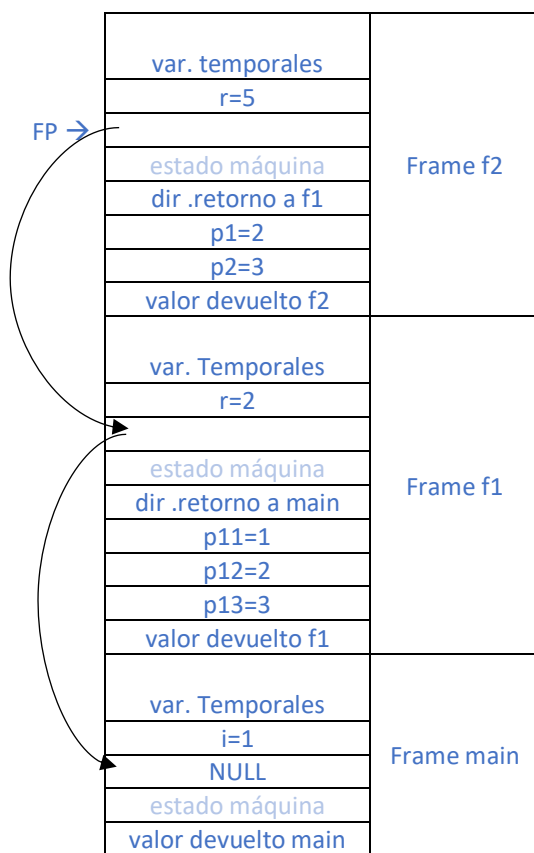 var. temporales
r=5
FP →
estado máquina
Frame f2
dir .retorno a f1
p1=2
p2=3
valor devuelto f2
var. Temporales
r=2
estado máquina
Frame f1
dir .retorno a main
p11=1
p12=2
p13=3
valor devuelto f1
var. Temporales
i=1
Frame main
NULL
estado máquina
valor devuelto main